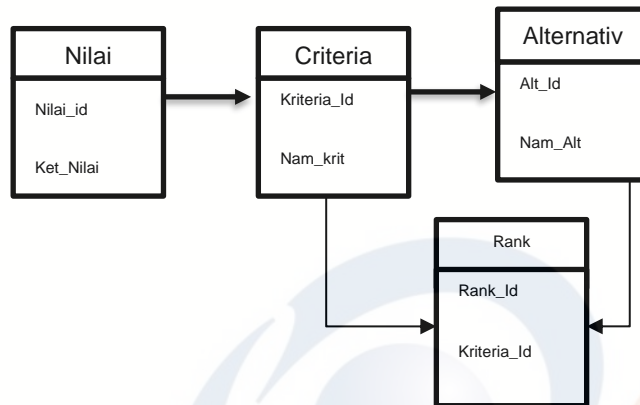 Nilai
Nilai_id
Ket_Nilai
Criteria
Kriteria_Id
Nam_krit
Alternativ
Alt_Id
Nam_Alt
Rank
Rank_Id
Kriteria_Id